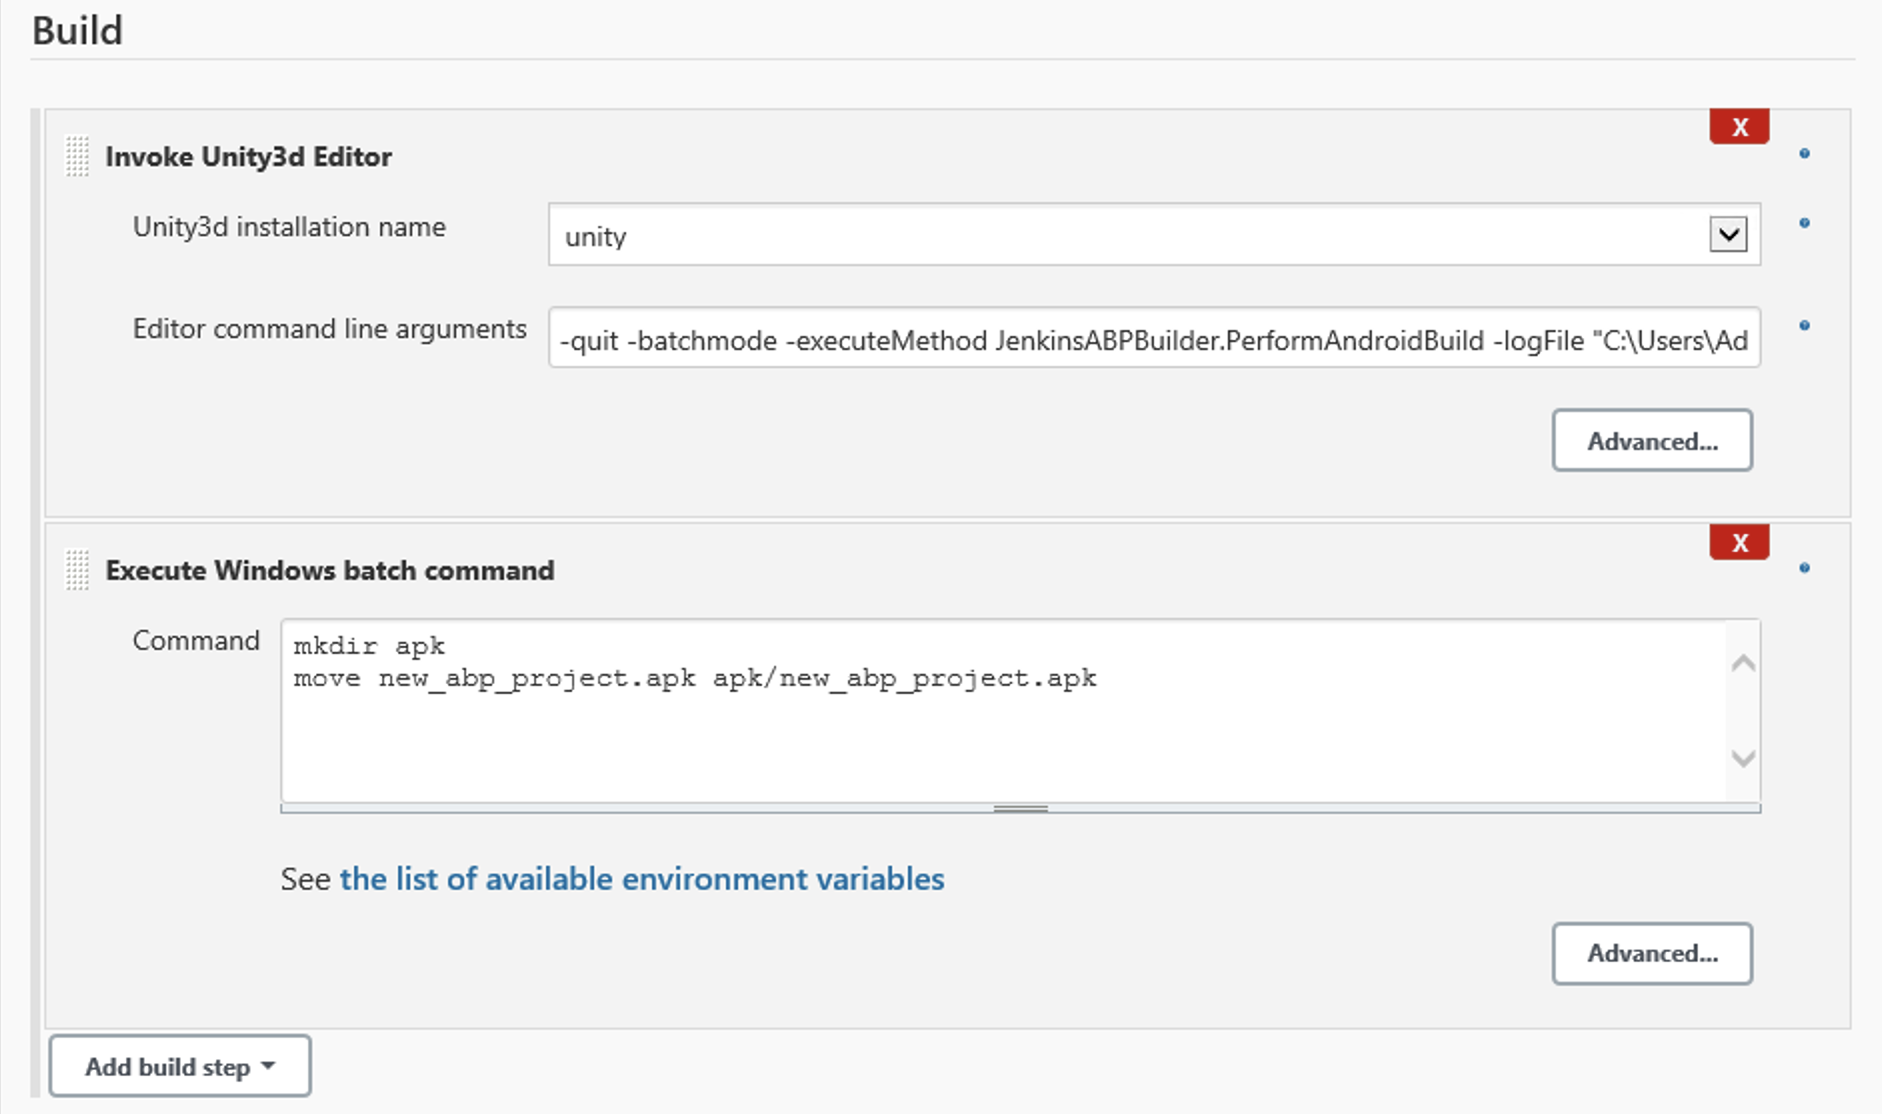 Build
X
Invoke Unity3d Editor
Unity3d installation name
unity
Editor command line arguments
-quit -batchmode -executeMethod JenkinsABPBuilder.PerformAndroidBuild -logFile "C:\Users\Ad
Advanced...
X
Execute Windows batch command
Command
mkdir apk
move new_abp_project.apk apk/new_abp_project.apk
See the list of available environment variables
Advanced...
Add build step